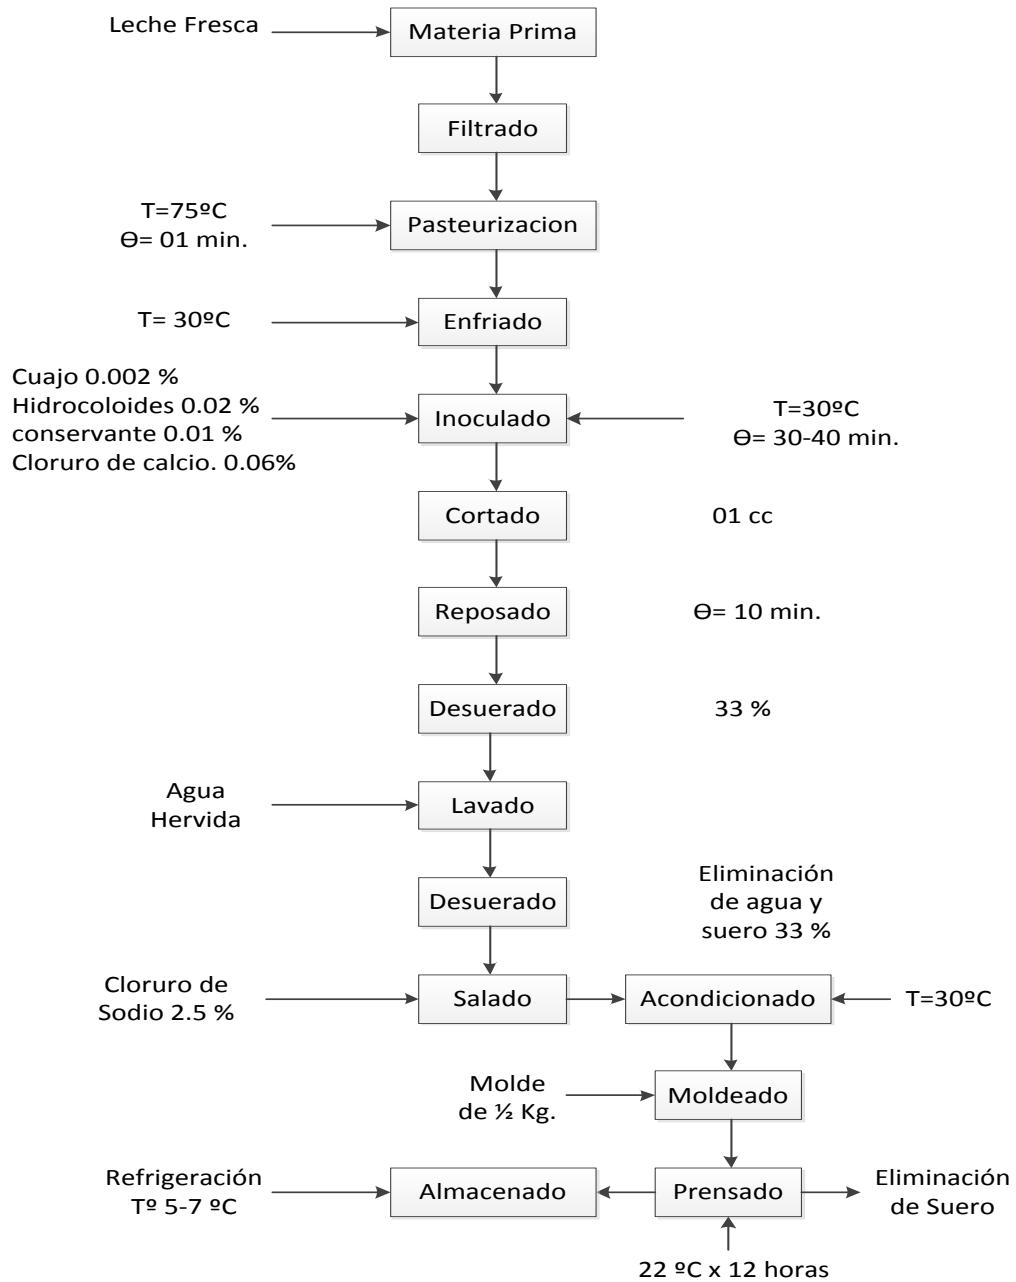 Leche Fresca
Materia Prima
Filtrado
T=75ºC
Ɵ= 01 min.
Pasteurizacion
T= 30ºC
Enfriado
Cuajo 0.002 %
Hidrocoloides 0.02 %
conservante 0.01 %
Cloruro de calcio. 0.06%
Inoculado
T=30ºC
Ɵ= 30-40 min.
Cortado
01 cc
Reposado
Ɵ= 10 min.
Desuerado
33 %
Agua
Hervida
Lavado
Desuerado
Eliminación
de agua y
suero 33 %
Cloruro de
Sodio 2.5 %
Salado
Acondicionado
T=30ºC
Molde
de ½ Kg.
Moldeado
Refrigeración
Tº 5-7 ºC
Almacenado
Prensado
Eliminación
de Suero
22 ºC x 12 horas